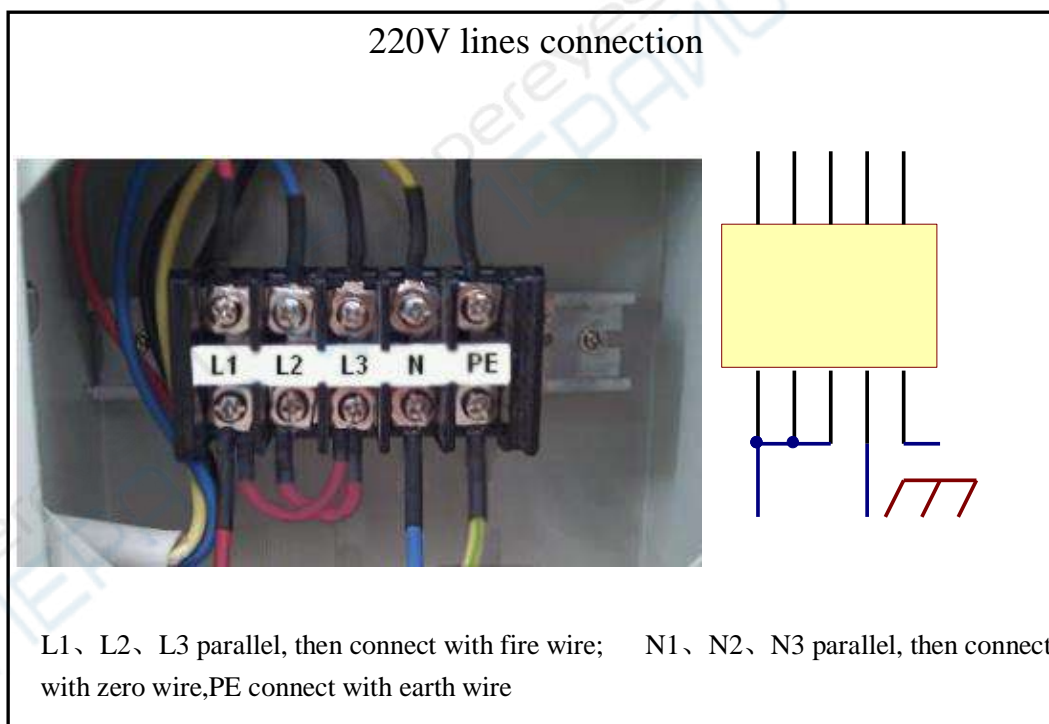 220V lines connection
L1 L2 L3 N PE
L1、L2、L3 parallel, then connect with fire wire; N1、N2、N3 parallel, then connect
with zero wire,PE connect with earth wire